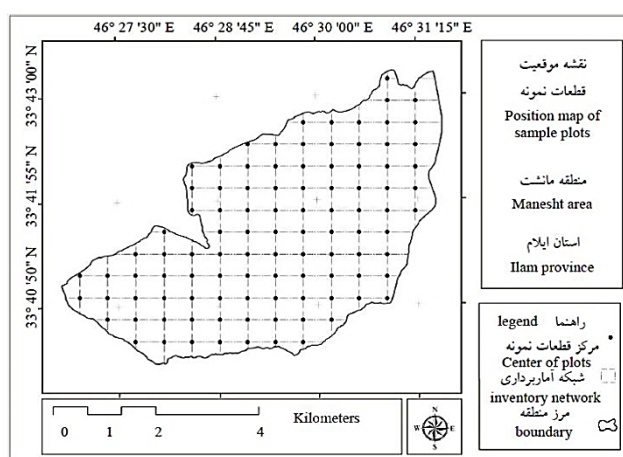 46° 27 '30" E
46° 28 '45" E
46° 30 '00" E
46° 31 '15" E
33° 43 00" N
33° 41 '55" N
33° 40 '50" N
نقشه موقعیت
قطعات نمونه
Position map of
sample plots
منطقه مانشت
Manesht area
استان ایلام
Ilam province
legend راهنما
مرکز قطعات نمونه
Center of plots
شبکه آماربرداری
inventory network
مرز منطقه
boundary
Kilometers
0 1 2 4
N
W E
S